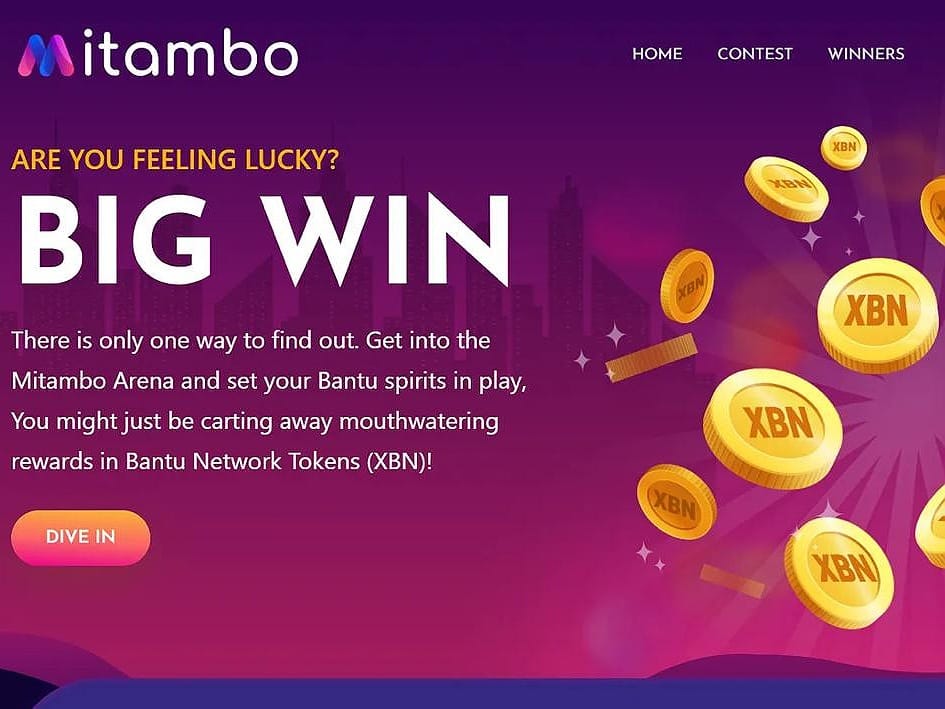 Mitambo
HOME CONTEST WINNERS
ARE YOU FEELING LUCKY?
BIG WIN
There is only one way to find out. Get into the
Mitambo Arena and set your Bantu spirits in play,
You might just be carting away mouthwatering
rewards in Bantu Network Tokens (XBN)!
DIVE IN
XBN
XBN
XBN
XBN
XBN
XBN
XBN